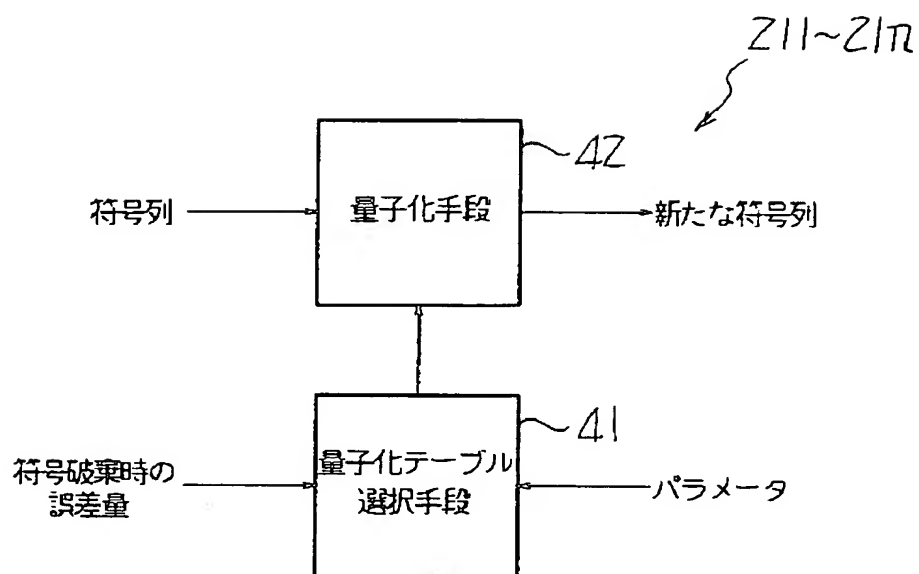 211~21n
42
符号列
量子化手段
新たな符号列
41
符号破棄時の
誤差量
量子化テーブル
選択手段
パラメータ